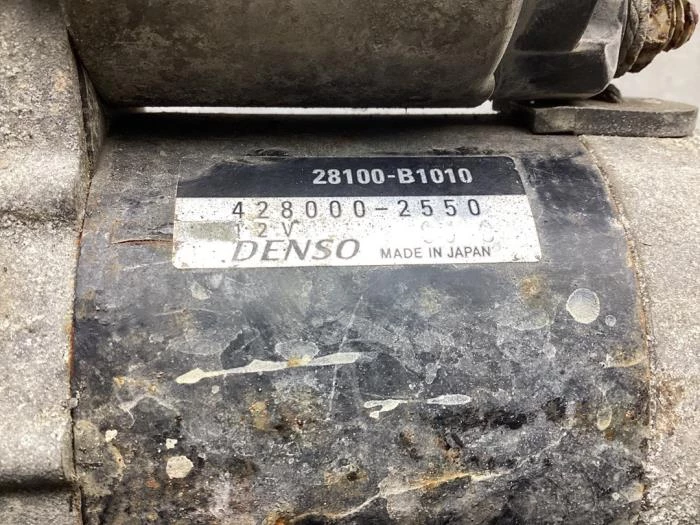 28100-B1010
428000-2550
12V
DENSO MADE IN JAPAN